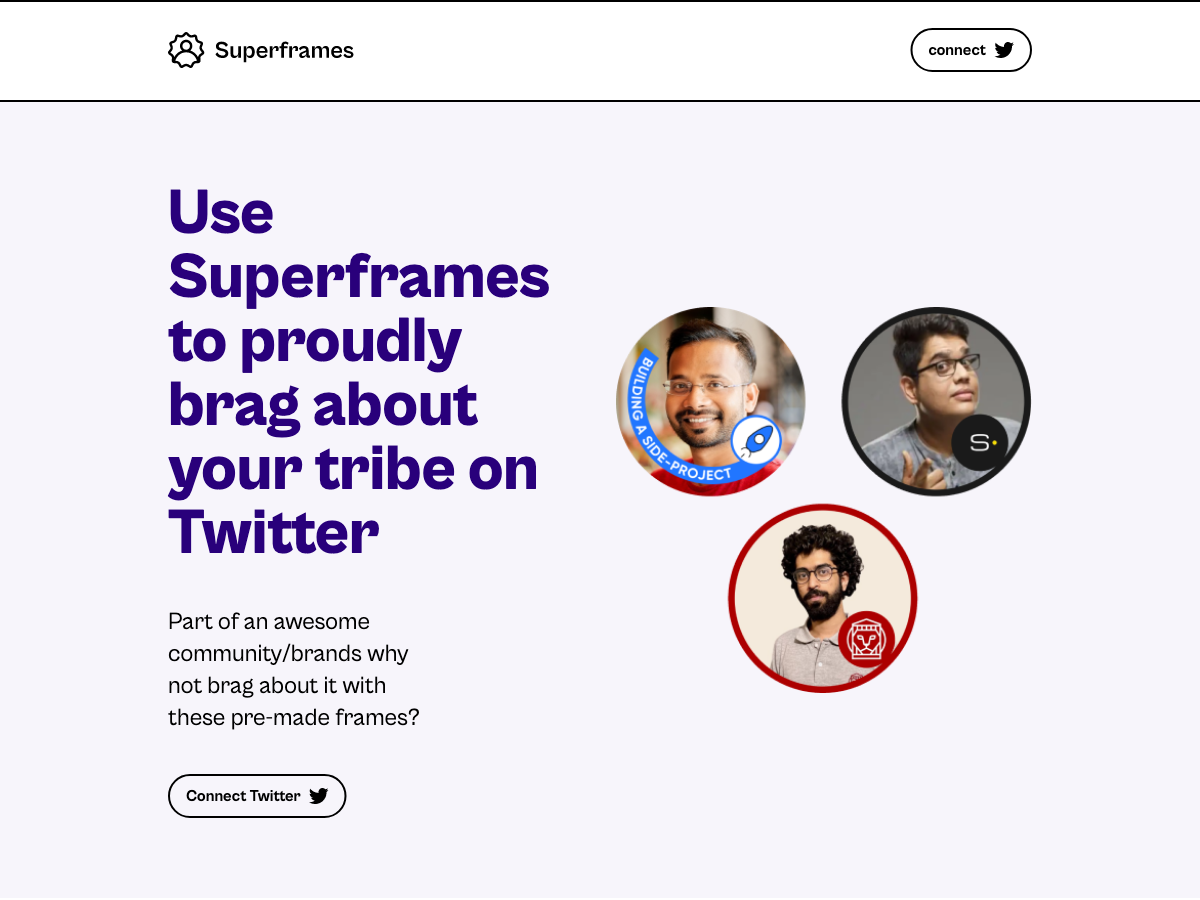 Superframes
connect
Use
Superframes
to proudly
brag about
your tribe on
Twitter
BUILDING A SIDE-PROJECT
S
Part of an awesome
community/brands why
not brag about it with
these pre-made frames?
Connect Twitter